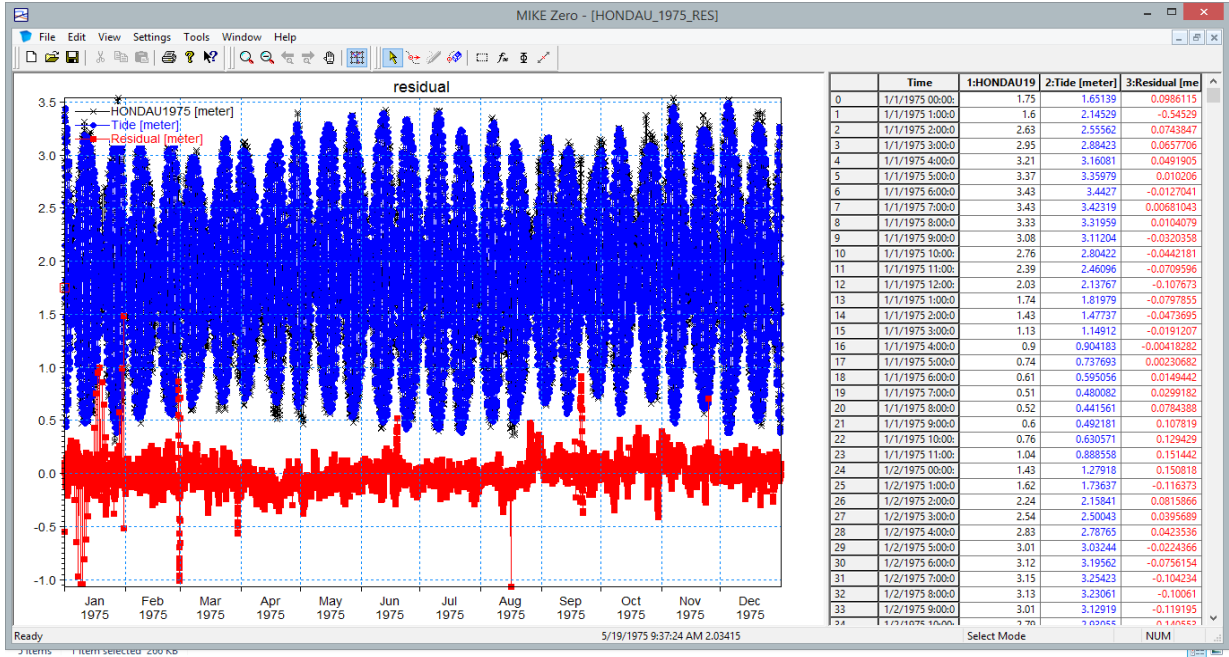 MIKE Zero - [HONDAU_1975_RES]
File Edit View Settings Tools Window Help
residual
HONDAU1975 [meter]
Tide [meter]
Residual [meter]
3.5
3.0
2.5
2.0
1.5
1.0
0.5
0.0
-0.5
-1.0
Jan Feb Mar Apr May Jun Jul Aug Sep Oct Nov Dec
1975 1975 1975 1975 1975 1975 1975 1975 1975 1975 1975 1975
Time 1:HONDAU19 2:Tide [meter] 3:Residual [me
0 1/1/1975 00:00: 1.75 1.65139 0.0986115
1 1/1/1975 1:00:0 1.6 2.14529 -0.54529
2 1/1/1975 2:00:0 2.63 2.55562 0.0743847
3 1/1/1975 3:00:0 2.95 2.88423 0.0657706
4 1/1/1975 4:00:0 3.21 3.16081 0.0491905
5 1/1/1975 5:00:0 3.37 3.35979 0.010206
6 1/1/1975 6:00:0 3.43 3.4427 -0.0127041
7 1/1/1975 7:00:0 3.43 3.42319 0.00681043
8 1/1/1975 8:00:0 3.33 3.31959 0.0104079
9 1/1/1975 9:00:0 3.08 3.11204 -0.0320358
10 1/1/1975 10:00: 2.76 2.80422 -0.0442181
11 1/1/1975 11:00: 2.39 2.46096 -0.0709596
12 1/1/1975 12:00: 2.03 2.13767 -0.107673
13 1/1/1975 1:00:0 1.74 1.81979 -0.0797855
14 1/1/1975 2:00:0 1.43 1.47737 -0.0473695
15 1/1/1975 3:00:0 1.13 1.14912 -0.0191207
16 1/1/1975 4:00:0 0.9 0.904183 -0.00418282
17 1/1/1975 5:00:0 0.74 0.737693 0.00230682
18 1/1/1975 6:00:0 0.61 0.595056 0.0149442
19 1/1/1975 7:00:0 0.51 0.480082 0.0299182
20 1/1/1975 8:00:0 0.52 0.441561 0.0784388
21 1/1/1975 9:00:0 0.6 0.492181 0.107819
22 1/1/1975 10:00: 0.76 0.630571 0.129429
23 1/1/1975 11:00: 1.04 0.888558 0.151442
24 1/2/1975 00:00: 1.43 1.27918 0.150818
25 1/2/1975 1:00:0 1.62 1.73637 -0.116373
26 1/2/1975 2:00:0 2.24 2.15841 0.0815866
27 1/2/1975 3:00:0 2.54 2.50043 0.0395689
28 1/2/1975 4:00:0 2.83 2.78765 0.0423536
29 1/2/1975 5:00:0 3.01 3.03244 -0.0224366
30 1/2/1975 6:00:0 3.12 3.19562 -0.0756154
31 1/2/1975 7:00:0 3.15 3.25423 -0.104234
32 1/2/1975 8:00:0 3.13 3.23061 -0.10061
33 1/2/1975 9:00:0 3.01 3.12919 -0.119195
Ready 5/19/1975 9:37:24 AM 2.03415 Select Mode NUM